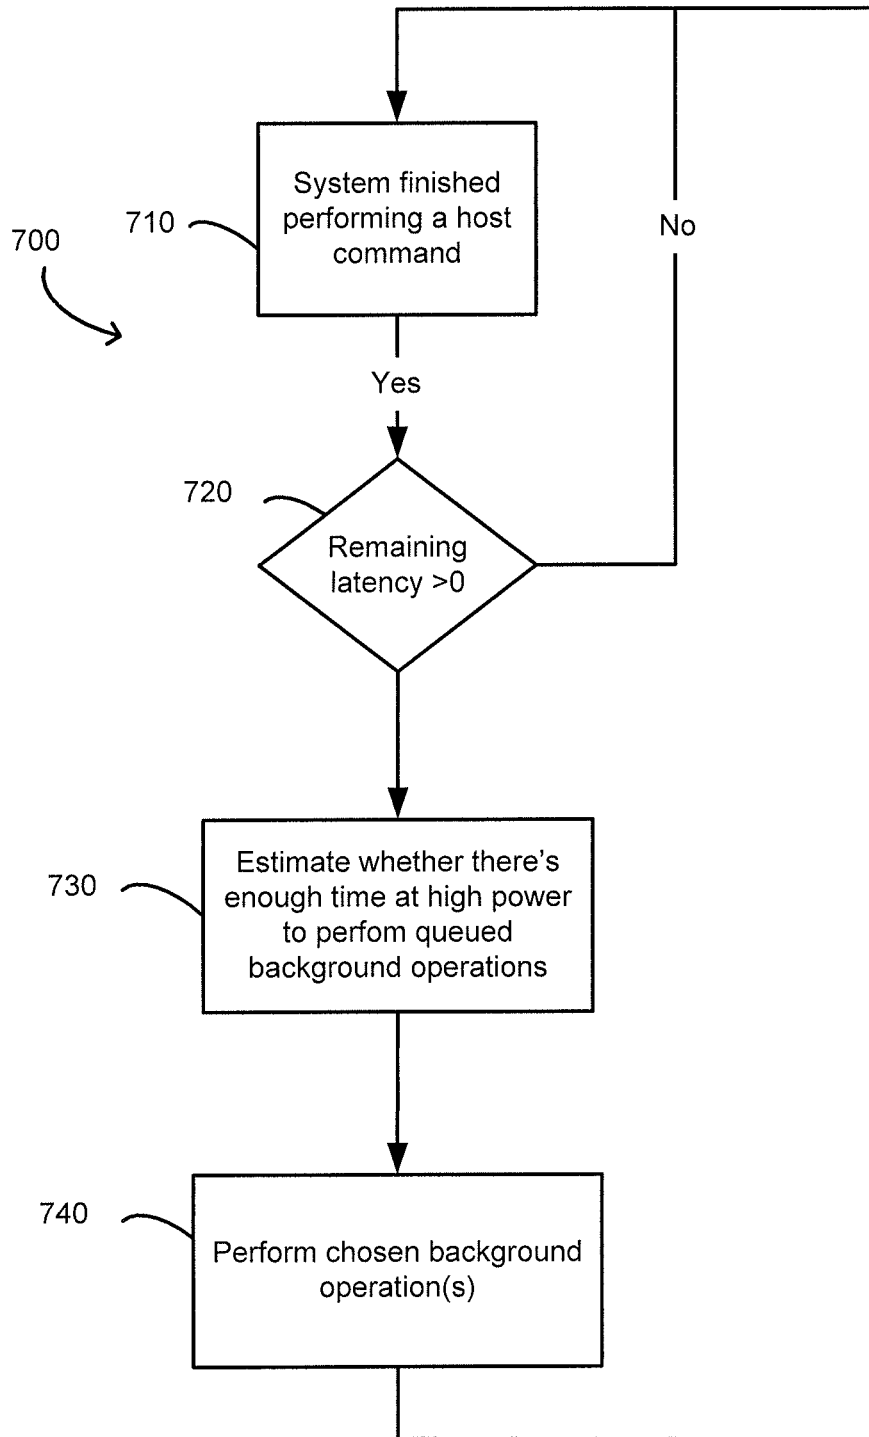 System finished
performing a host
command
710
700
No
Yes
720
Remaining
latency >0
730
Estimate whether there's
enough time at high power
to perfom queued
background operations
740
Perform chosen background
operation(s)